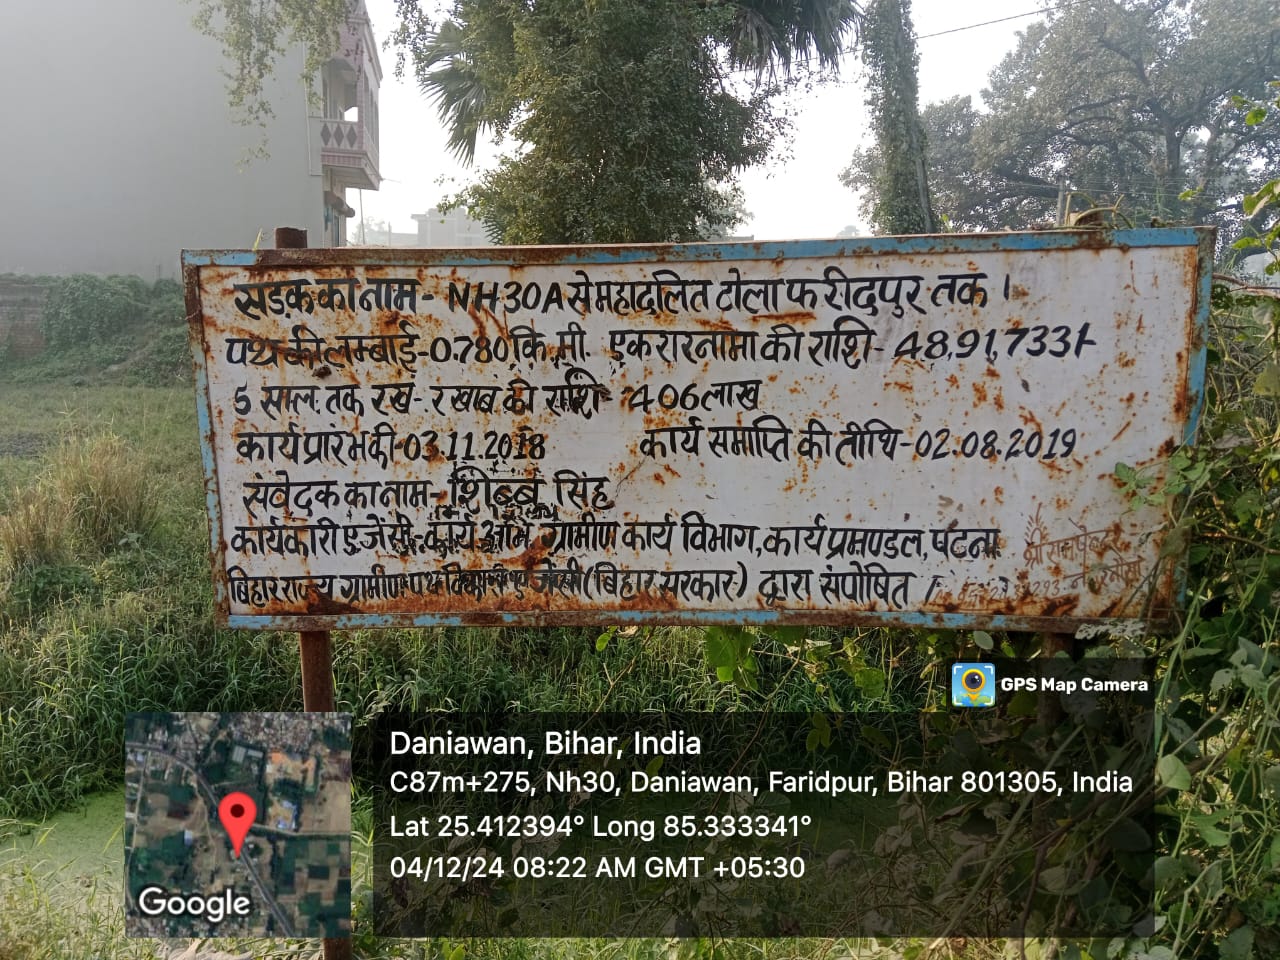 सड़क का नाम - NH30A से महादलित टोला फरीदपुर तक।
पथ की लम्बाई-0.780 कि.मी. एकरारनामा की राशि- 48,91,733/-
5 साल तक रख-रखाब की राशि- 4.06 लाख
कार्य प्रारंभ की-03.11.2018 कार्य समाप्ति की तीथि-02.08.2019
संवेदक का नाम- शिब्बू सिंह
कार्यकारी एजेंसी-कार्य अभि ग्रामीण कार्य विभाग, कार्य प्रमण्डल, पटना
बिहार राज्य ग्रामीण पथ विकास एजेंसी (बिहार सरकार) द्वारा संपोषित।
GPS Map Camera
Daniawan, Bihar, India
C87m+275, Nh30, Daniawan, Faridpur, Bihar 801305, India
Lat 25.412394° Long 85.333341°
04/12/24 08:22 AM GMT +05:30
Google